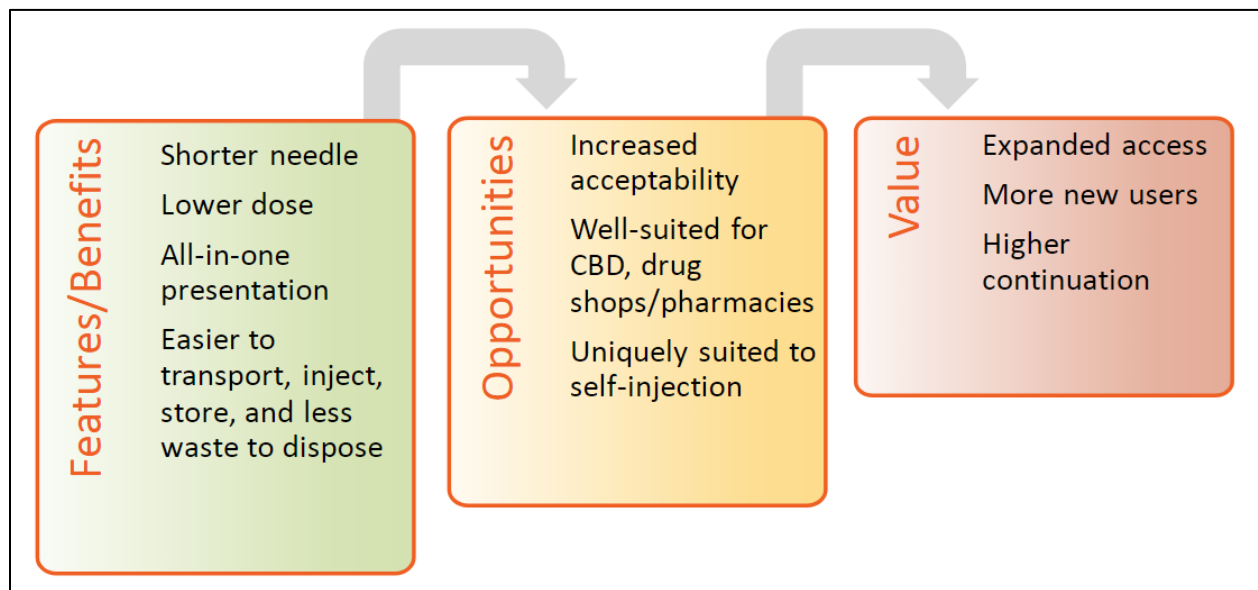 Features/Benefits
Shorter needle
Lower dose
All-in-one
presentation
Easier to
transport, inject,
store, and less
waste to dispose
Opportunities
Increased
acceptability
Well-suited for
CBD, drug
shops/pharmacies
Uniquely suited to
self-injection
Value
Expanded access
More new users
Higher
continuation